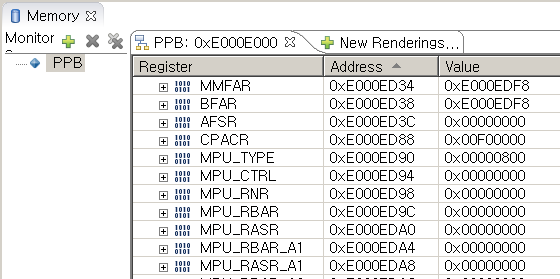 Memory
Monitor
PPB: 0xE000E000
New Renderings...
PPB
Register Address Value
MMFAR 0xE000ED34 0xE000EDF8
BFAR 0xE000ED38 0xE000EDF8
AFSR 0xE000ED3C 0x00000000
CPACR 0xE000ED88 0x00F00000
MPU_TYPE 0xE000ED90 0x00000800
MPU_CTRL 0xE000ED94 0x00000000
MPU_RNR 0xE000ED98 0x00000000
MPU_RBAR 0xE000ED9C 0x00000000
MPU_RASR 0xE000EDA0 0x00000000
MPU_RBAR_A1 0xE000EDA4 0x00000000
MPU_RASR_A1 0xE000EDA8 0x00000000